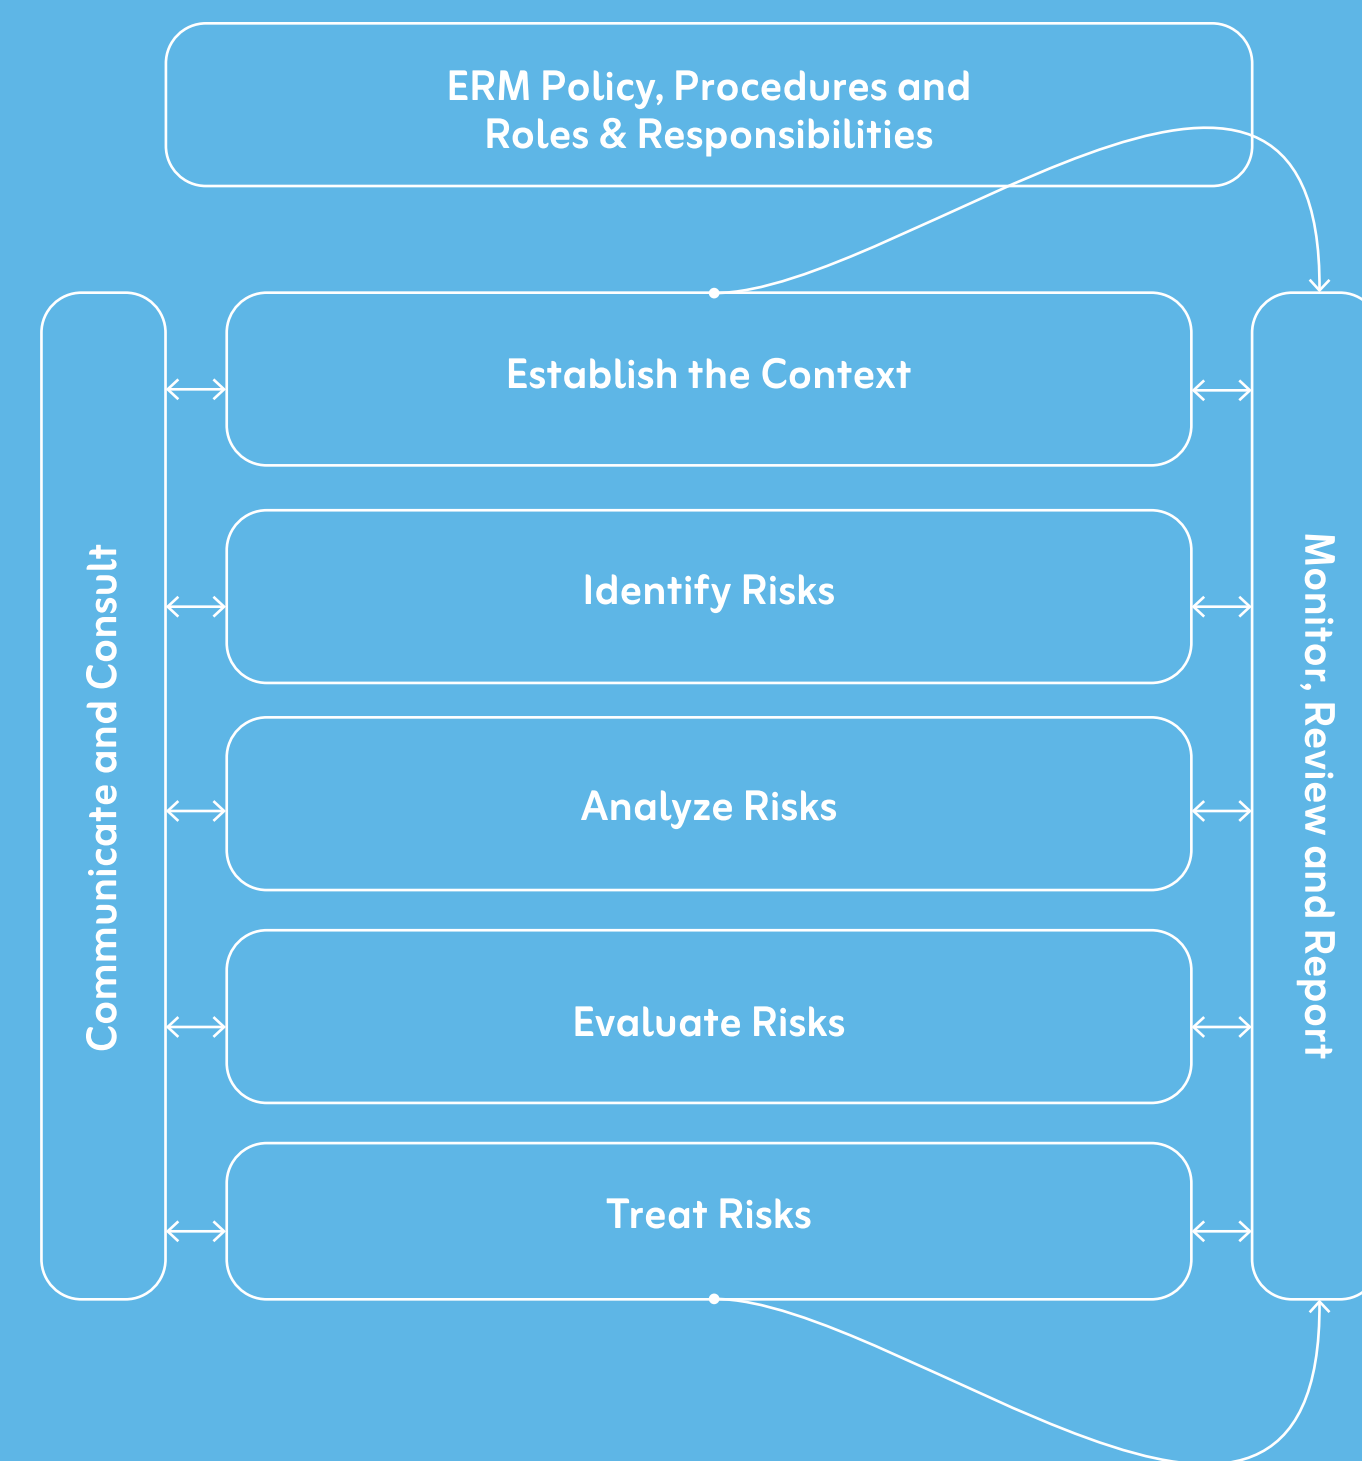 ERM Policy, Procedures and
Roles & Responsibilities
Communicate and Consult
Establish the Context
Identify Risks
Analyze Risks
Evaluate Risks
Treat Risks
Monitor, Review and Report